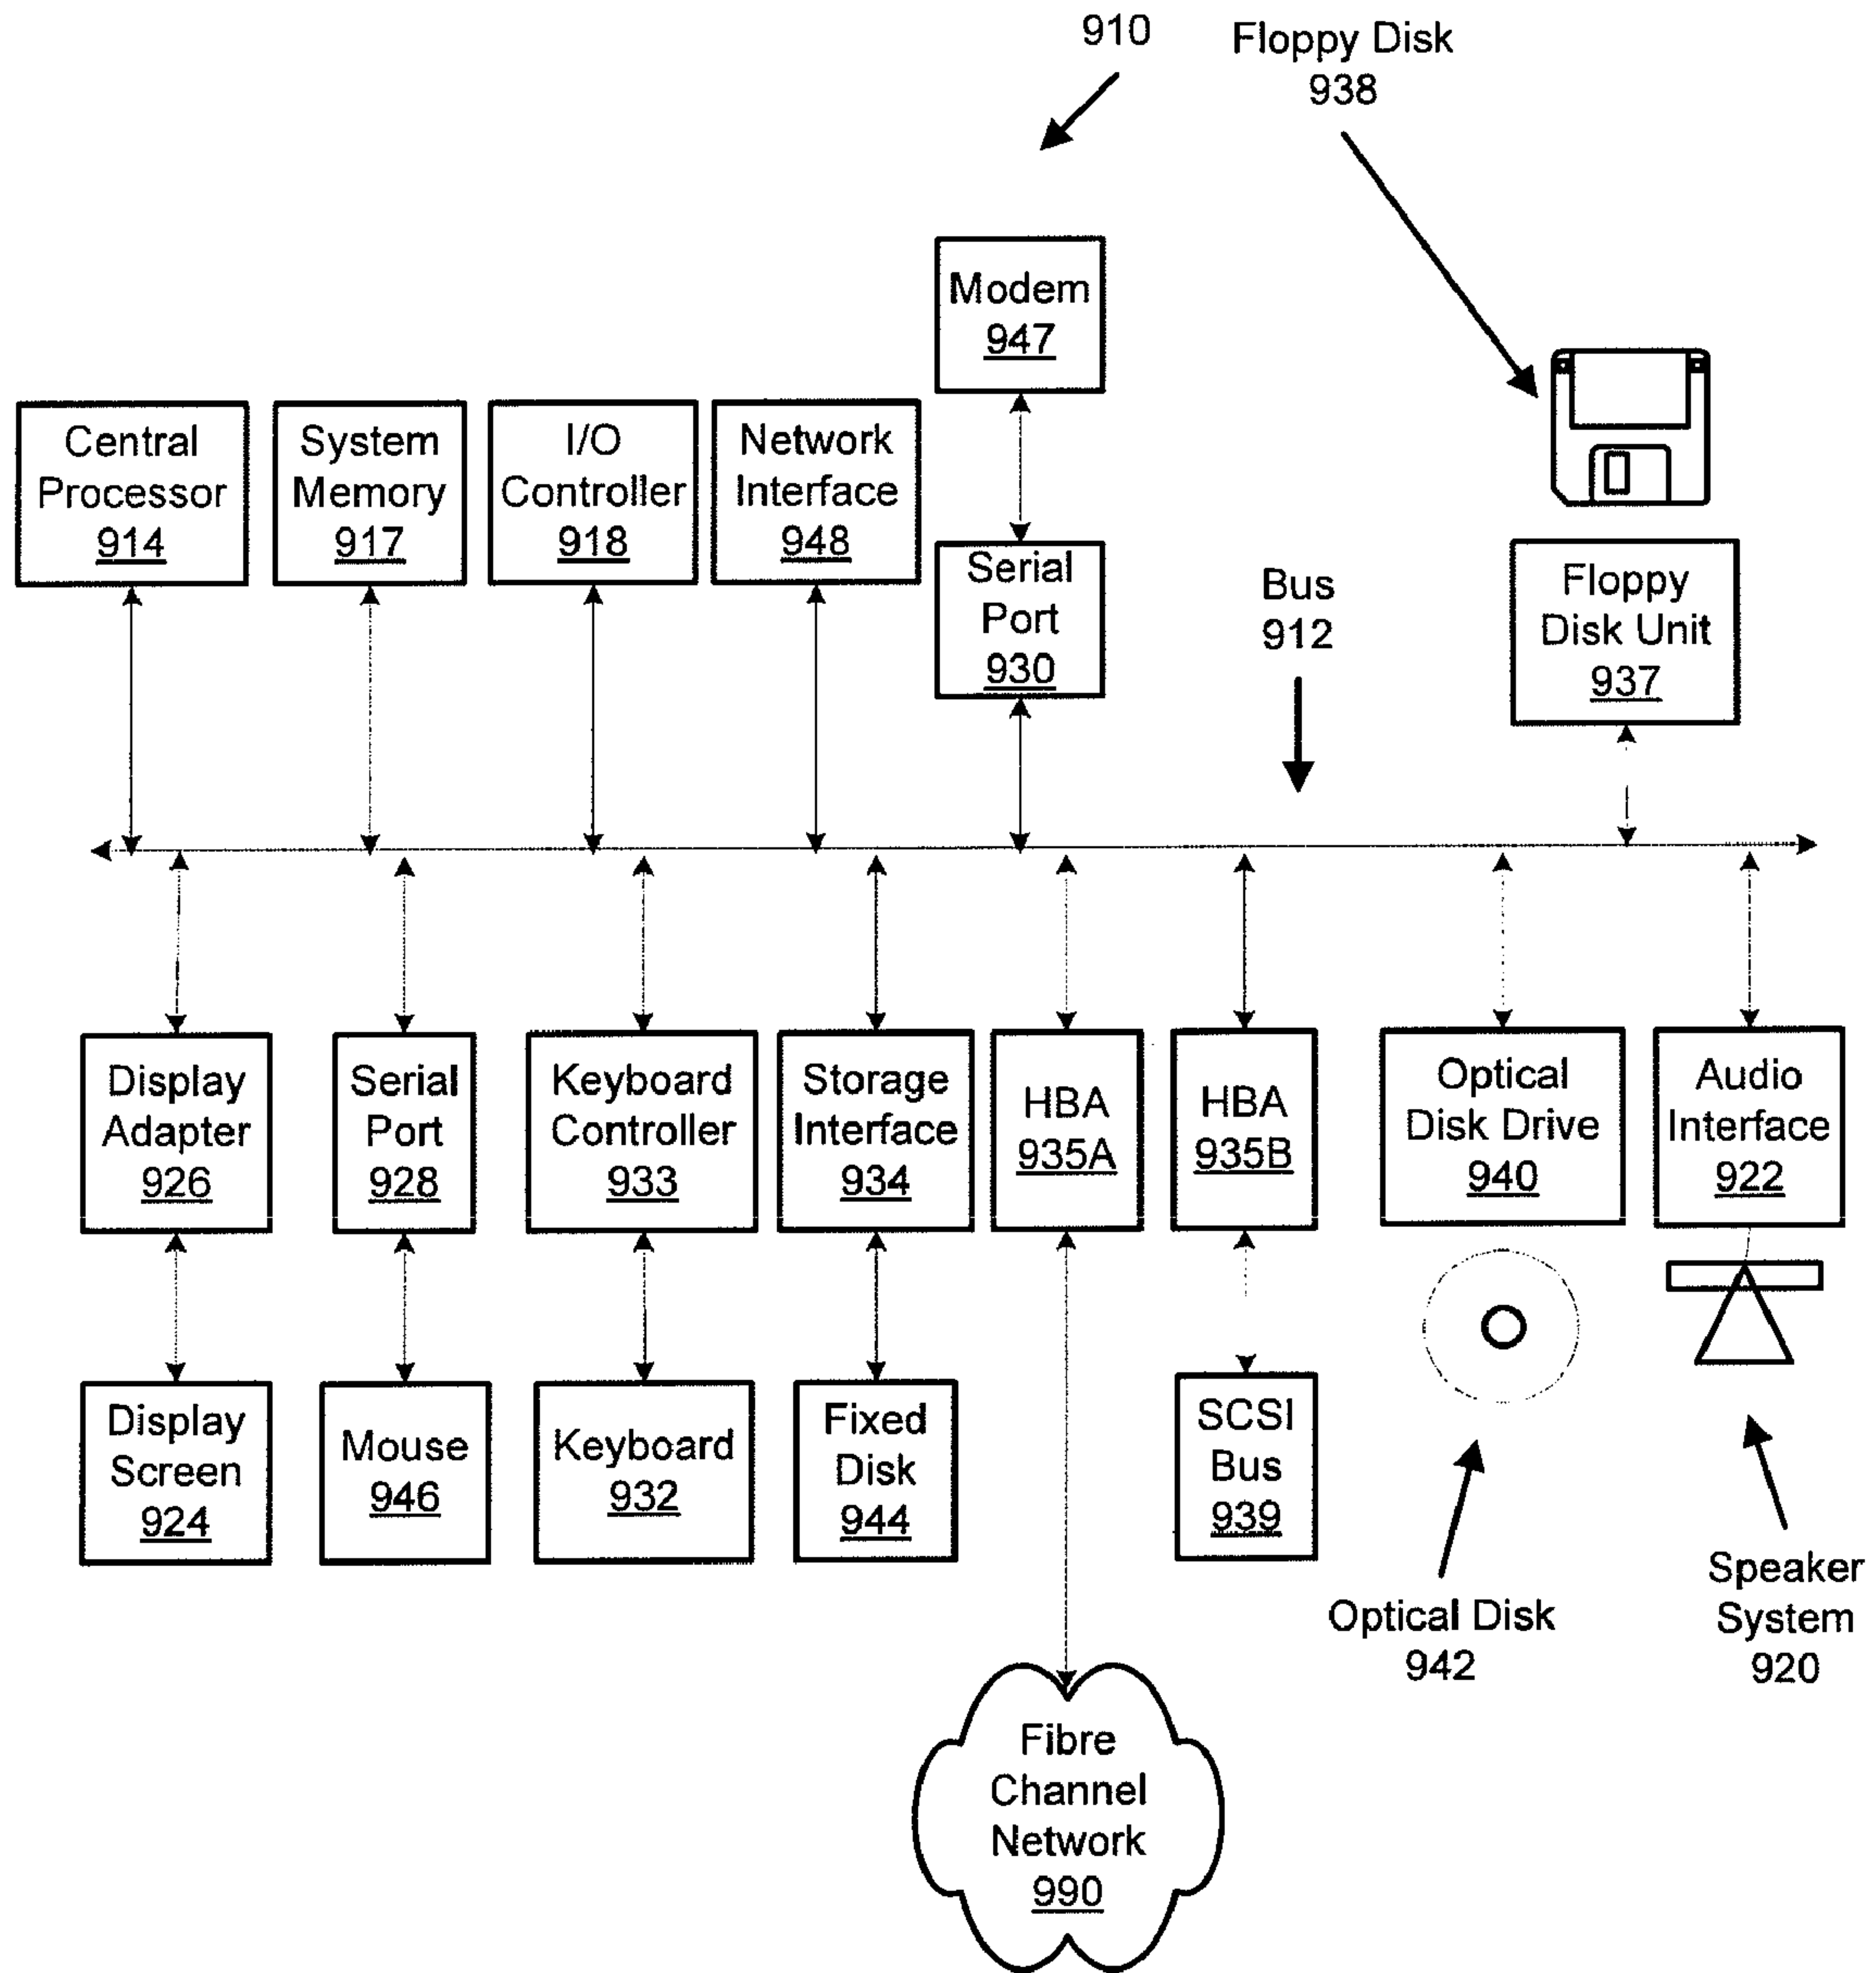 910
Floppy Disk
938
Modem
947
Central
Processor
914
System
Memory
917
I/O
Controller
918
Network
Interface
948
Serial
Port
930
Bus
912
Floppy
Disk Unit
937
Display
Adapter
926
Serial
Port
928
Keyboard
Controller
933
Storage
Interface
934
HBA
935A
HBA
935B
Optical
Disk Drive
940
Audio
Interface
922
Display
Screen
924
Mouse
946
Keyboard
932
Fixed
Disk
944
SCSI
Bus
939
Optical Disk
942
Speaker
System
920
Fibre
Channel
Network
990